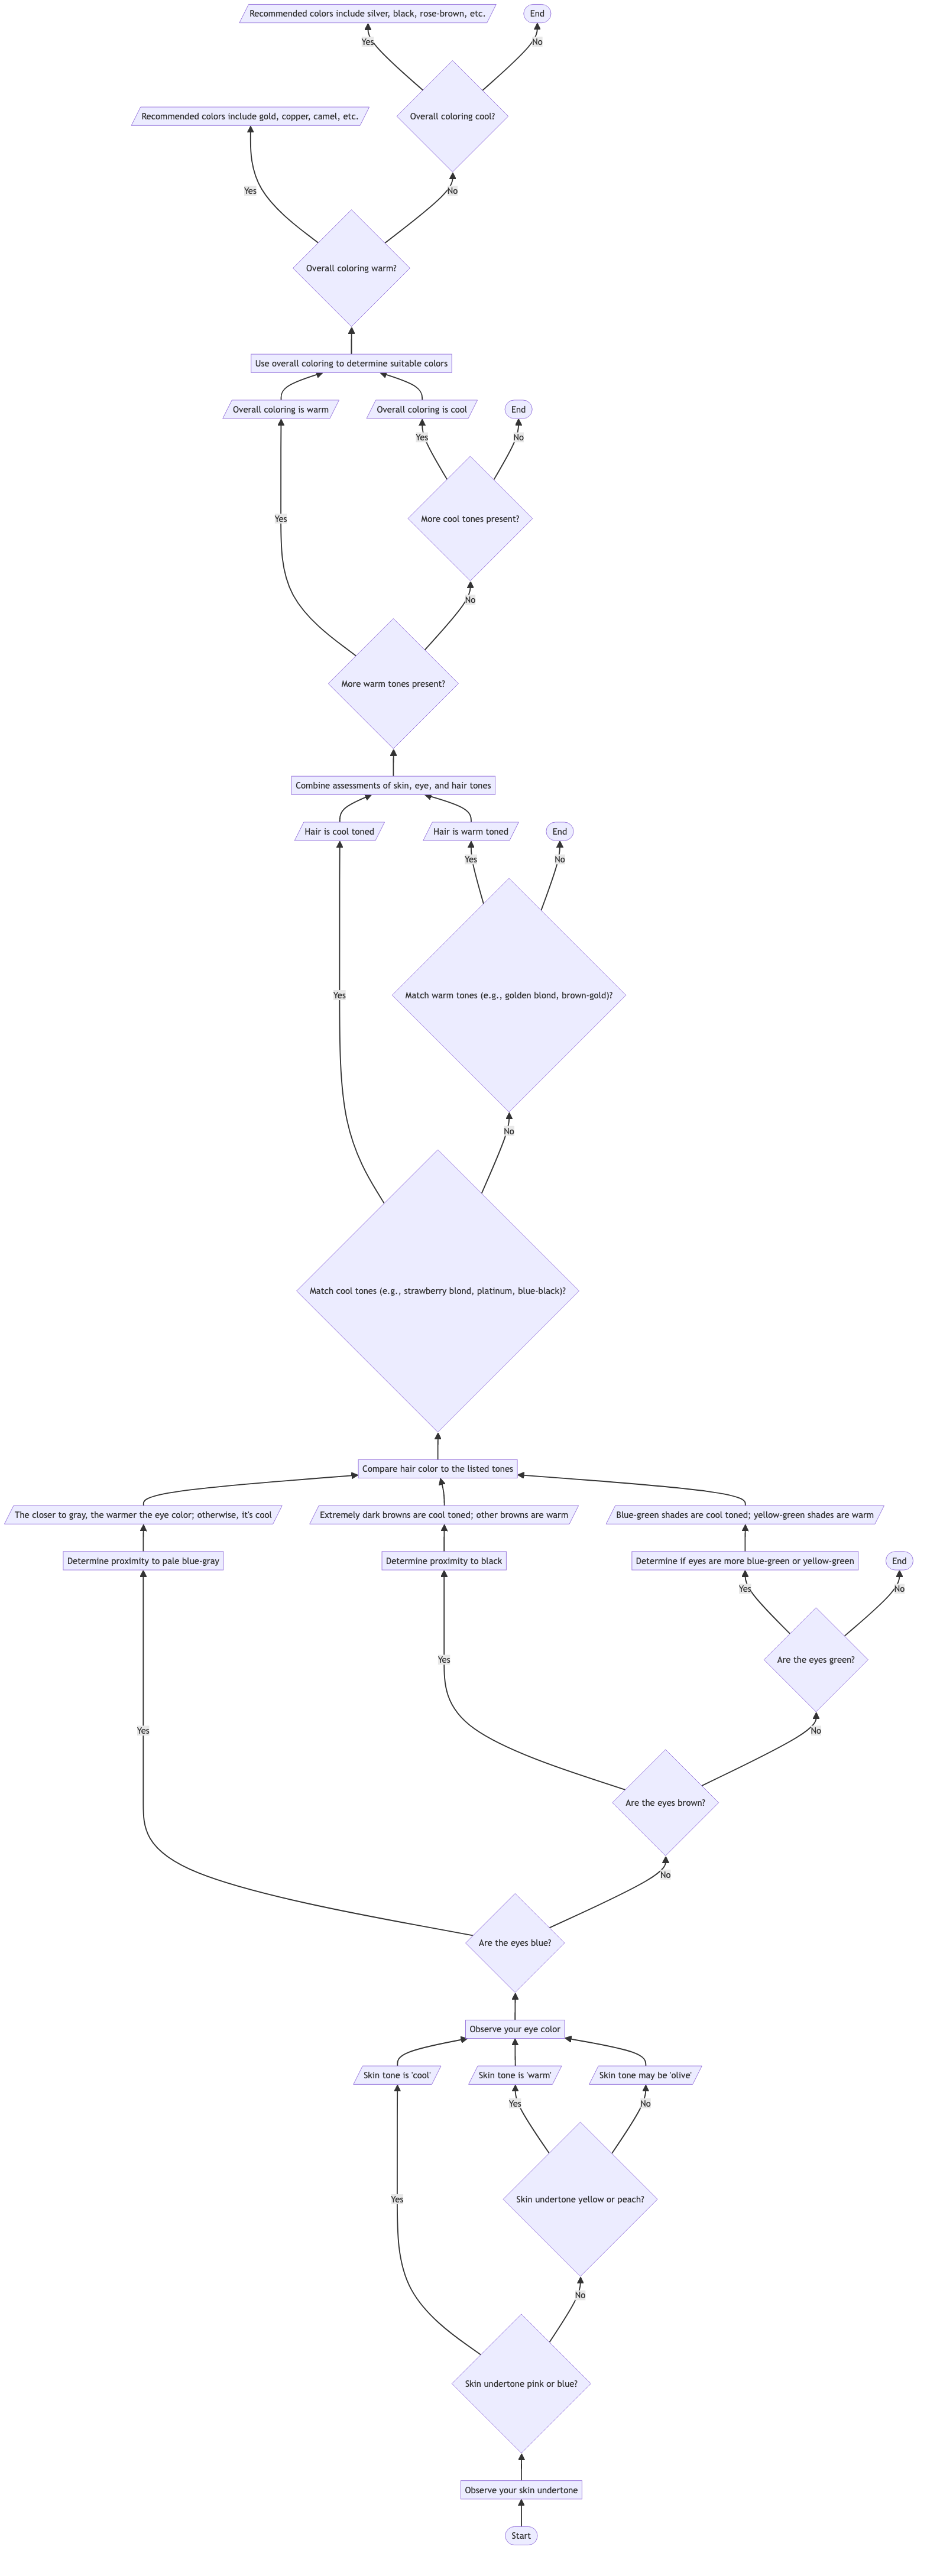 Recommended colors include silver, black, rose-brown, etc.
End
Yes
No
Overall coloring cool?
Recommended colors include gold, copper, camel, etc.
Yes
No
Overall coloring warm?
Use overall coloring to determine suitable colors
Overall coloring is warm
Overall coloring is cool
End
Yes
No
More cool tones present?
Yes
No
More warm tones present?
Combine assessments of skin, eye, and hair tones
Hair is cool toned
Hair is warm toned
End
Yes
No
Match warm tones (e.g., golden blond, brown-gold)?
Yes
No
Match cool tones (e.g., strawberry blond, platinum, blue-black)?
Compare hair color to the listed tones
The closer to gray, the warmer the eye color; otherwise, it's cool
Extremely dark browns are cool toned; other browns are warm
Blue-green shades are cool toned; yellow-green shades are warm
Determine proximity to pale blue-gray
Determine proximity to black
Determine if eyes are more blue-green or yellow-green
End
Yes
No
Are the eyes green?
Yes
Yes
No
Are the eyes brown?
No
Are the eyes blue?
Observe your eye color
Skin tone is 'cool'
Skin tone is 'warm'
Skin tone may be 'olive'
Yes
No
Skin undertone yellow or peach?
Yes
No
Skin undertone pink or blue?
Observe your skin undertone
Start